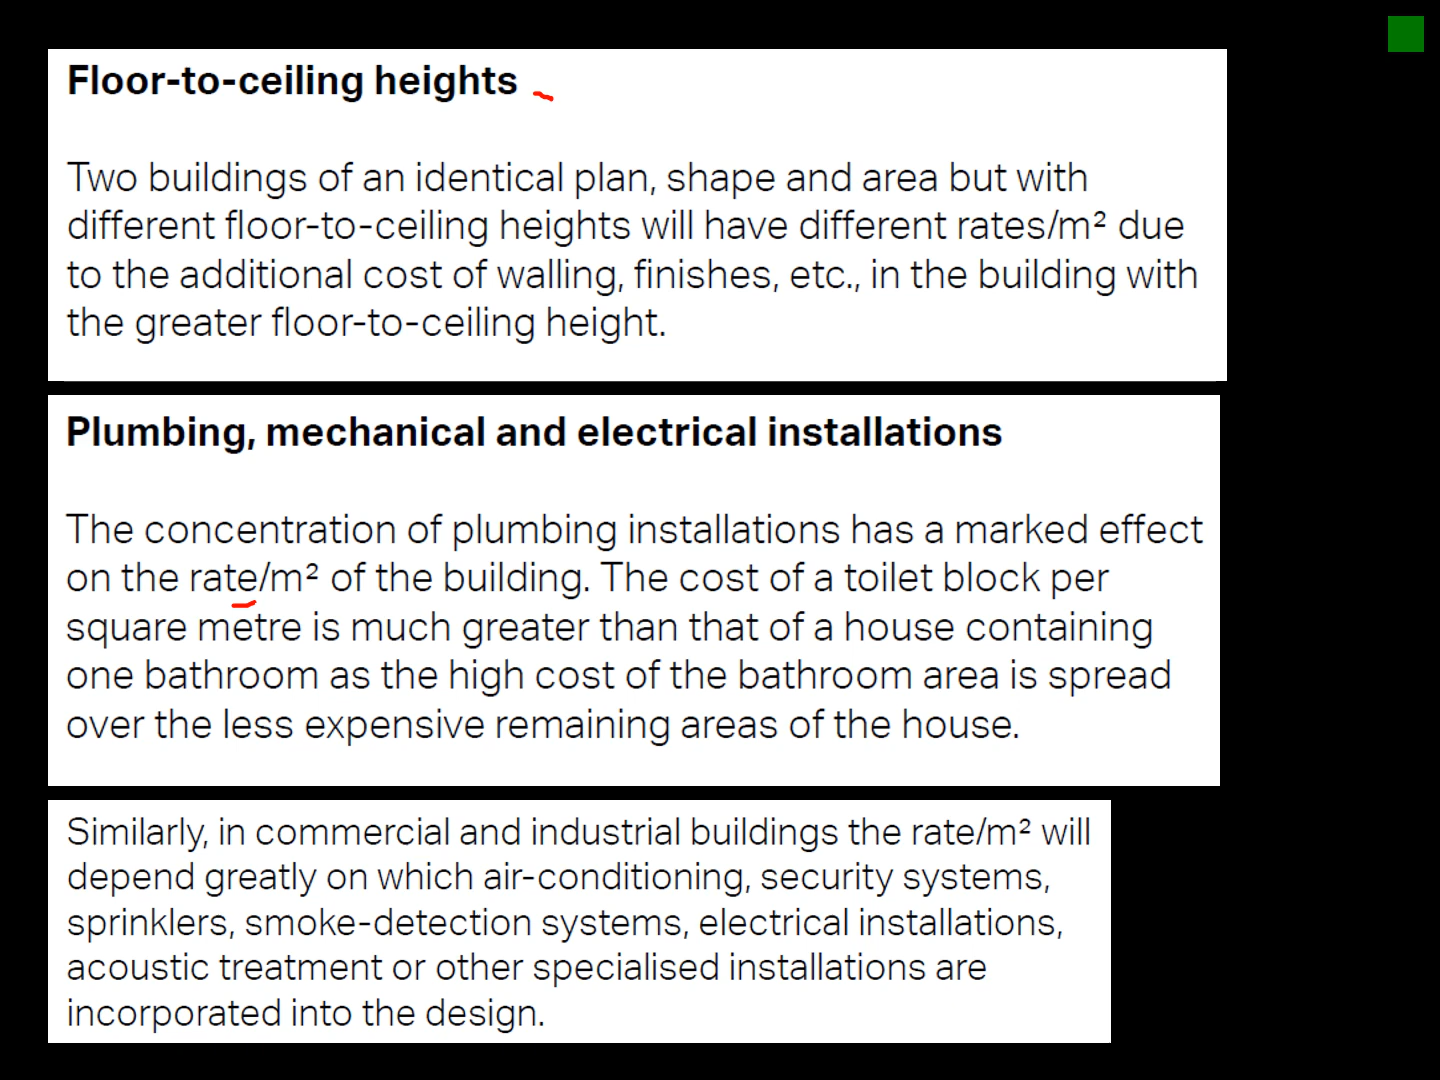 Floor-to-ceiling heights
Two buildings of an identical plan, shape and area but with
different floor-to-ceiling heights will have different rates/m² due
to the additional cost of walling, finishes, etc., in the building with
the greater floor-to-ceiling height.
Plumbing, mechanical and electrical installations
The concentration of plumbing installations has a marked effect
on the rate/m² of the building. The cost of a toilet block per
square metre is much greater than that of a house containing
one bathroom as the high cost of the bathroom area is spread
over the less expensive remaining areas of the house.
Similarly, in commercial and industrial buildings the rate/m² will
depend greatly on which air-conditioning, security systems,
sprinklers, smoke-detection systems, electrical installations,
acoustic treatment or other specialised installations are
incorporated into the design.